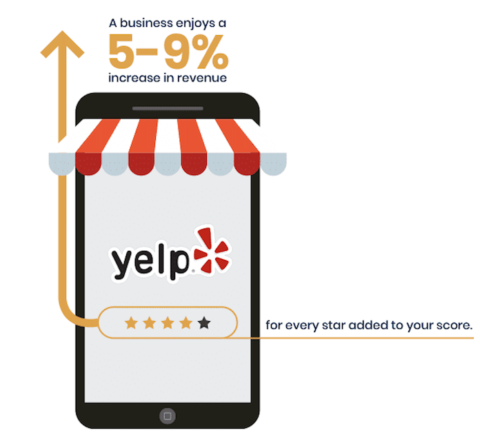 A business enjoys a
5-9%
increase in revenue
yelp
for every star added to your score.